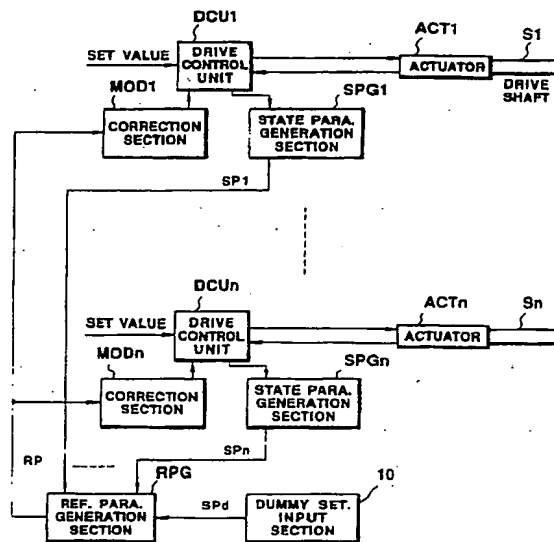 DCU1
SET VALUE
DRIVE
CONTROL
UNIT
ACT1
ACTUATOR
S1
DRIVE
SHAFT
MOD1
CORRECTION
SECTION
SPG1
STATE PARA.
GENERATION
SECTION
SP1
DCUn
SET VALUE
DRIVE
CONTROL
UNIT
ACTn
ACTUATOR
Sn
MODn
CORRECTION
SECTION
SPGn
STATE PARA.
GENERATION
SECTION
RP
SPn
RPG
REF. PARA.
GENERATION
SECTION
SPd
10
DUMMY SET.
INPUT
SECTION